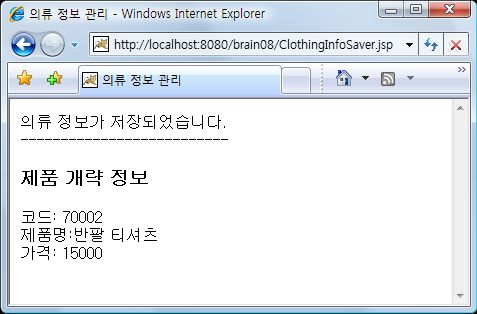 의류 정보 관리 - Windows Internet Explorer
http://localhost:8080/brain08/ClothingInfoSaver.jsp
의류 정보 관리
의류 정보가 저장되었습니다.
--------------------------
제품 개략 정보
코드: 70002
제품명:반팔 티셔츠
가격: 15000